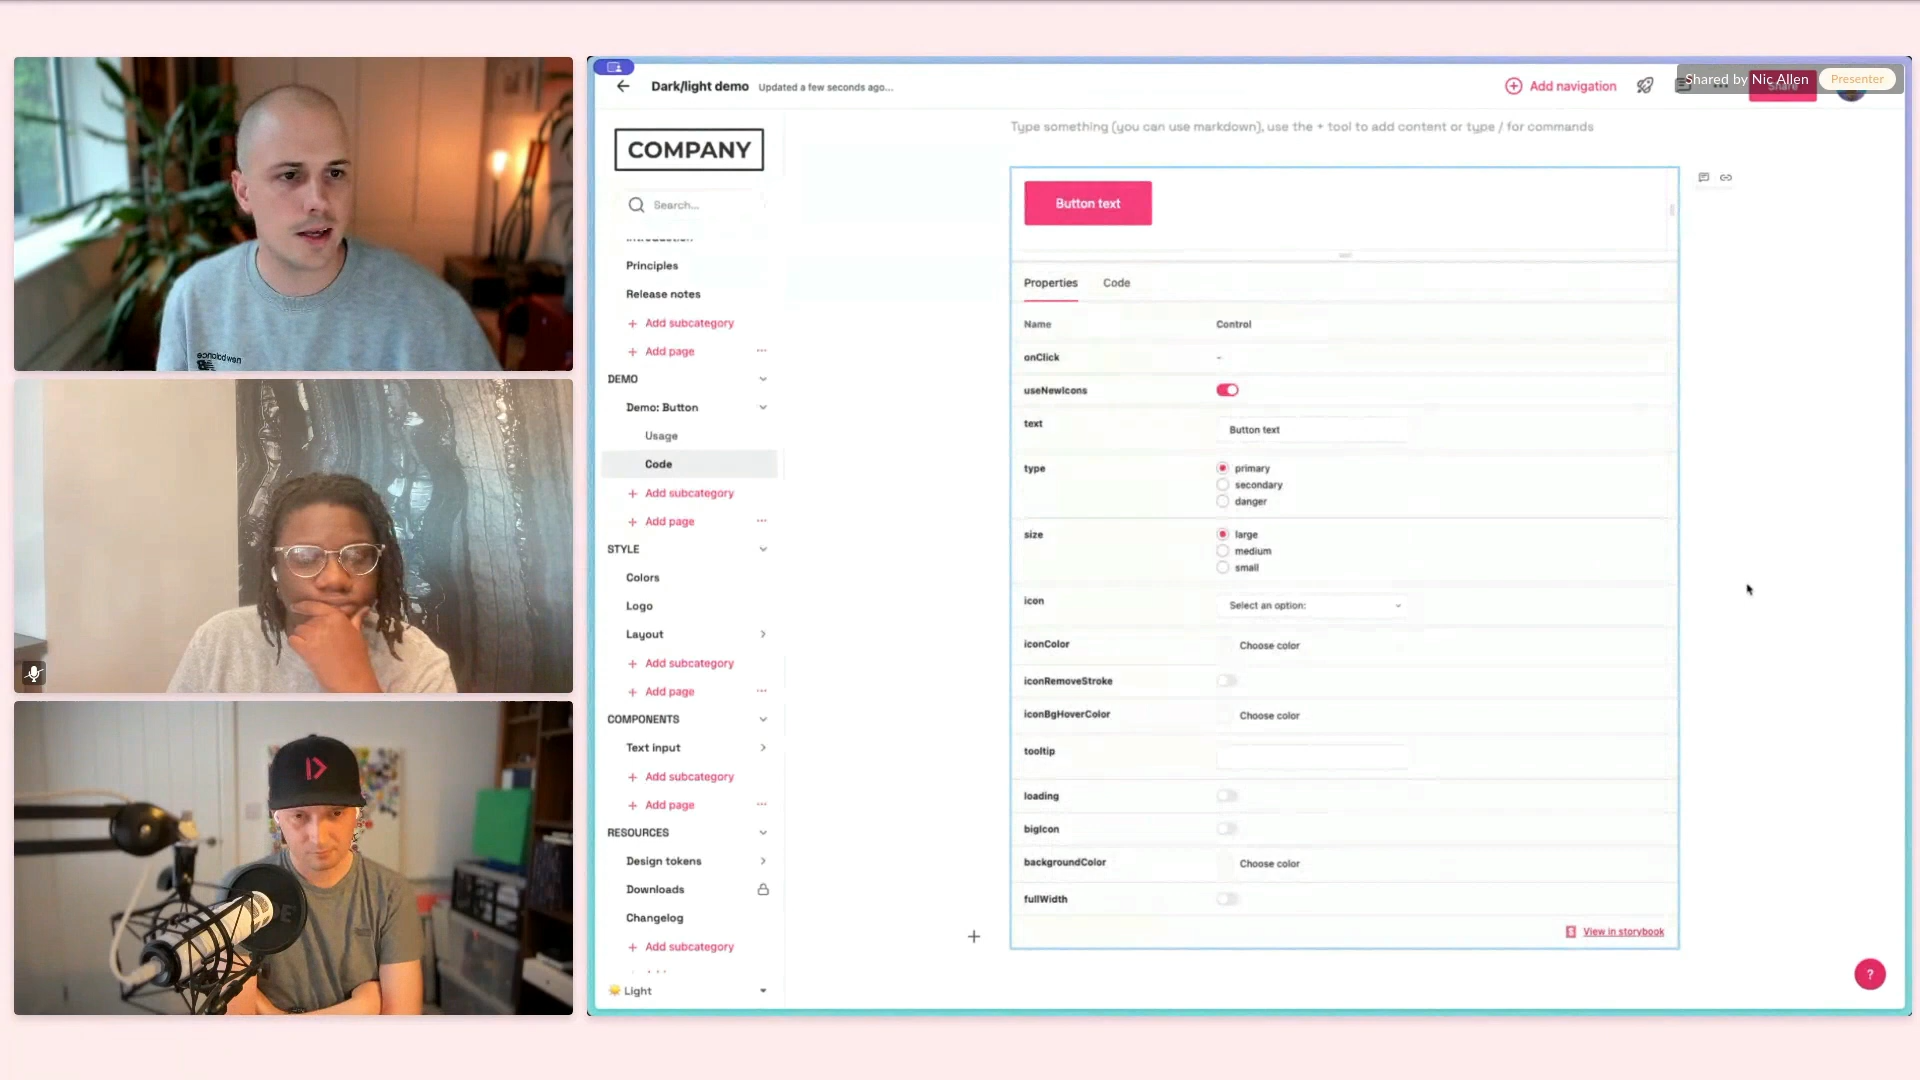 Dark/light demo
Updated a few seconds ago...
Add navigation
Shared by Nic Allen
Presenter
COMPANY
Search...
Introduction
Principles
Release notes
+ Add subcategory
+ Add page
DEMO
Demo: Button
Usage
Code
+ Add subcategory
+ Add page
STYLE
Colors
Logo
Layout
+ Add subcategory
+ Add page
COMPONENTS
Text input
+ Add subcategory
+ Add page
RESOURCES
Design tokens
Downloads
Changelog
+ Add subcategory
Light
Type something (you can use markdown), use the + tool to add content or type / for commands
Button text
Properties Code
Name Control
onClick -
useNewIcons
text Button text
type primary
secondary
danger
size large
medium
small
icon Select an option:
iconColor Choose color
iconRemoveStroke
iconBgHoverColor Choose color
tooltip
loading
bigIcon
backgroundColor Choose color
fullWidth
View in storybook
?
newbalance